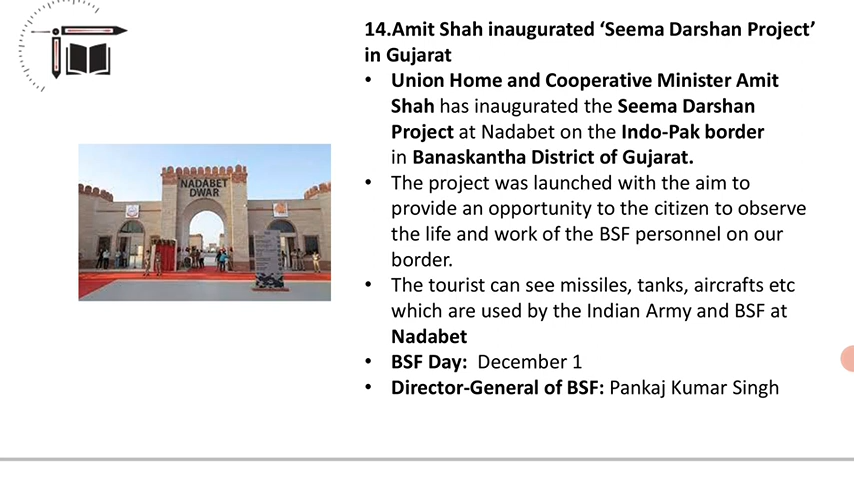 14.Amit Shah inaugurated ‘Seema Darshan Project’
in Gujarat
• Union Home and Cooperative Minister Amit
Shah has inaugurated the Seema Darshan
Project at Nadabet on the Indo-Pak border
in Banaskantha District of Gujarat.
• The project was launched with the aim to
provide an opportunity to the citizen to observe
the life and work of the BSF personnel on our
border.
• The tourist can see missiles, tanks, aircrafts etc
which are used by the Indian Army and BSF at
Nadabet
• BSF Day: December 1
• Director-General of BSF: Pankaj Kumar Singh
NADABET
DWAR